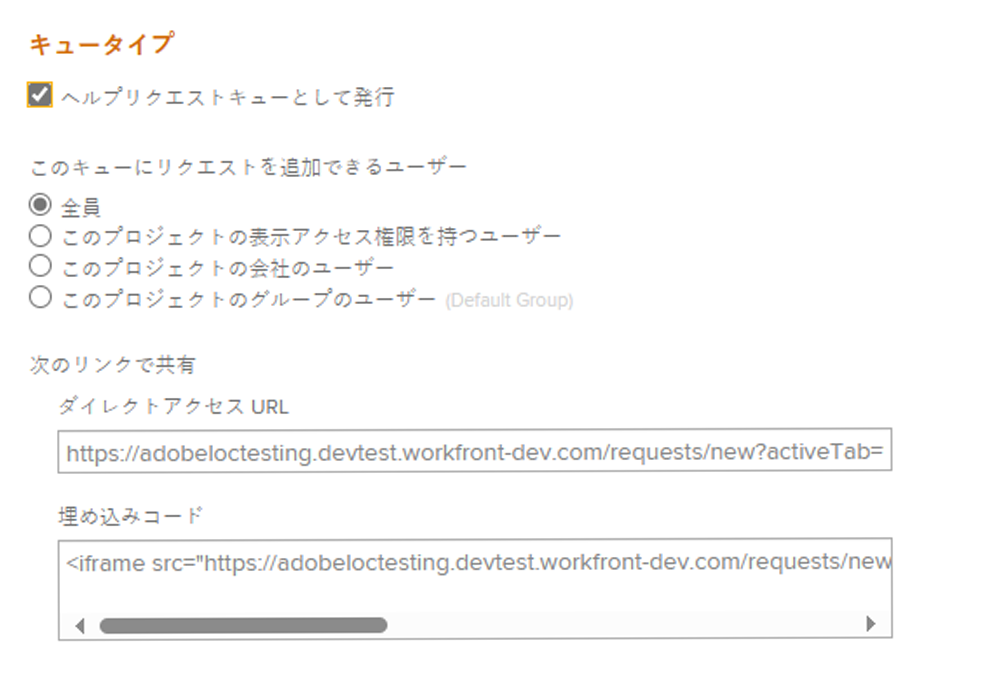 キュータイプ
ヘルプリクエストキューとして発行
このキューにリクエストを追加できるユーザー
全員
このプロジェクトの表示アクセス権限を持つユーザー
このプロジェクトの会社のユーザー
このプロジェクトのグループのユーザー (Default Group)
次のリンクで共有
ダイレクトアクセス URL
https://adobeloctesting.devtest.workfront-dev.com/requests/new?activeTab=
埋め込みコード
<iframe src="https://adobeloctesting.devtest.workfront-dev.com/requests/new